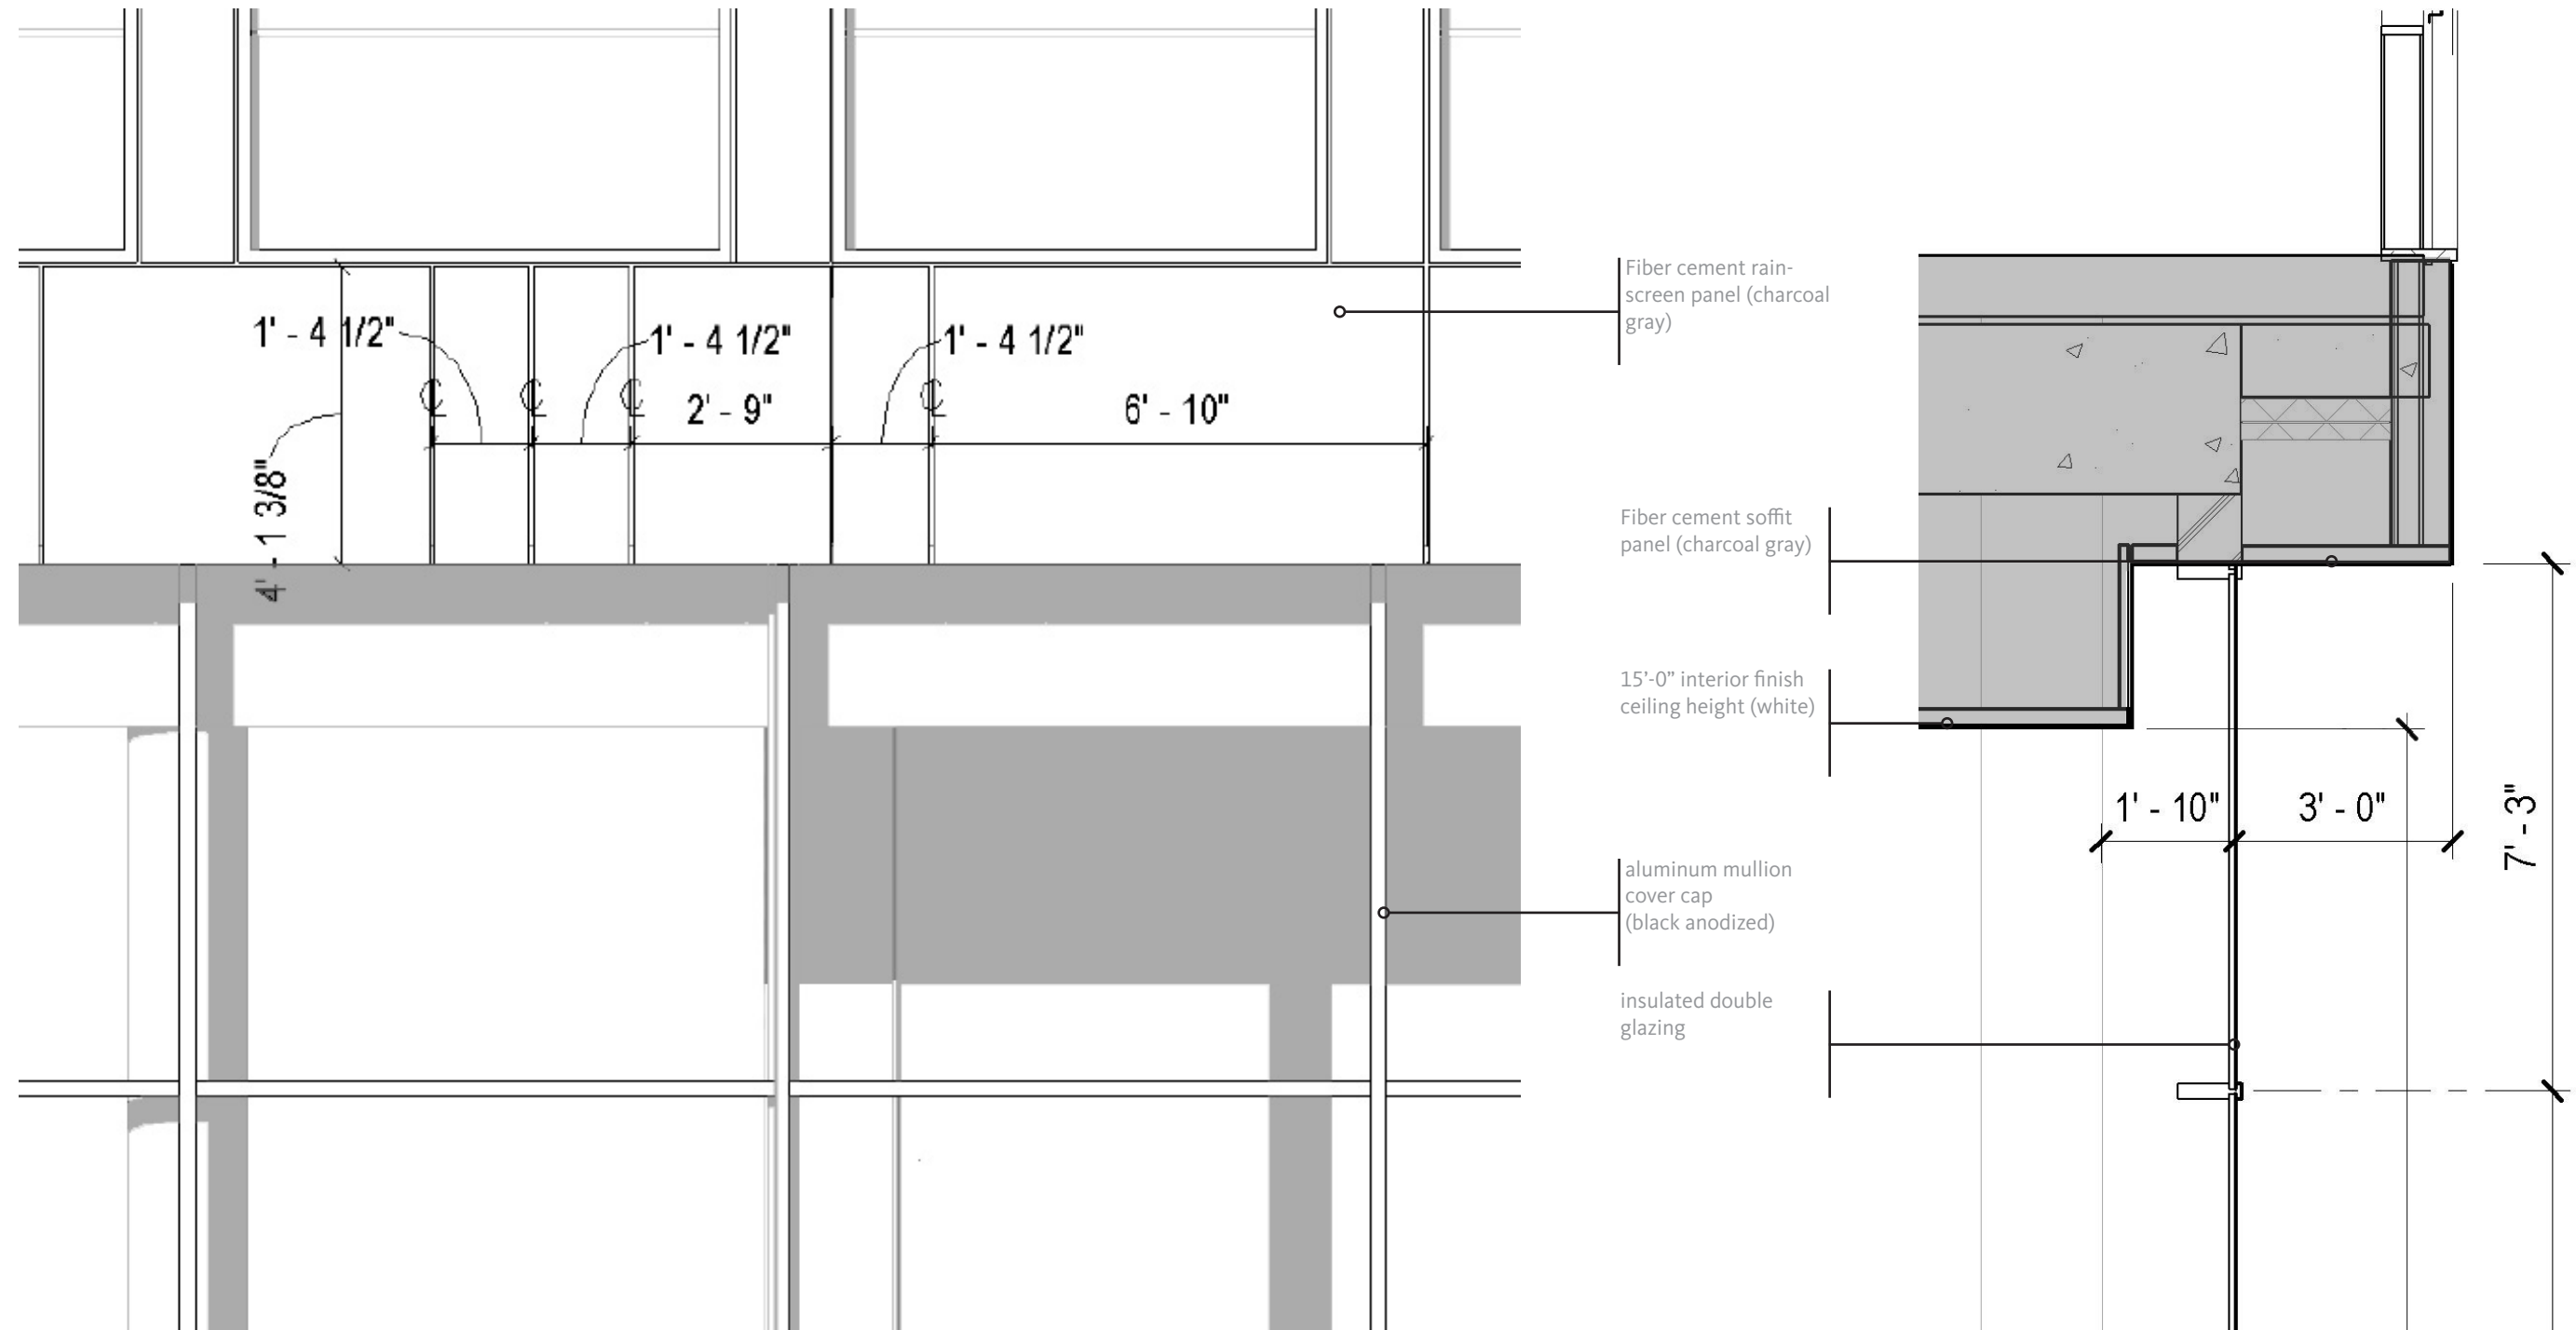 1' - 4 1/2"
1' - 4 1/2"
1' - 4 1/2"
2' - 9"
6' - 10"
4' - 1 3/8"
Fiber cement rain-
screen panel (charcoal
gray)
Fiber cement soffit
panel (charcoal gray)
15’-0” interior finish
ceiling height (white)
aluminum mullion
cover cap
(black anodized)
insulated double
glazing
1' - 10"
3' - 0"
7' - 3"